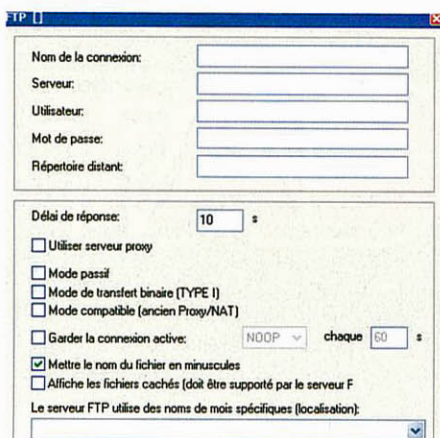 FTP []
Nom de la connexion:
Serveur:
Utilisateur:
Mot de passe:
Répertoire distant:
Délai de réponse: 10 s
Utiliser serveur proxy
Mode passif
Mode de transfert binaire (TYPE I)
Mode compatible (ancien Proxy/NAT)
Garder la connexion active: NOOP chaque 60 s
Mettre le nom du fichier en minuscules
Affiche les fichiers cachés (doit être supporté par le serveur F
Le serveur FTP utilise des noms de mois spécifiques (localisation):